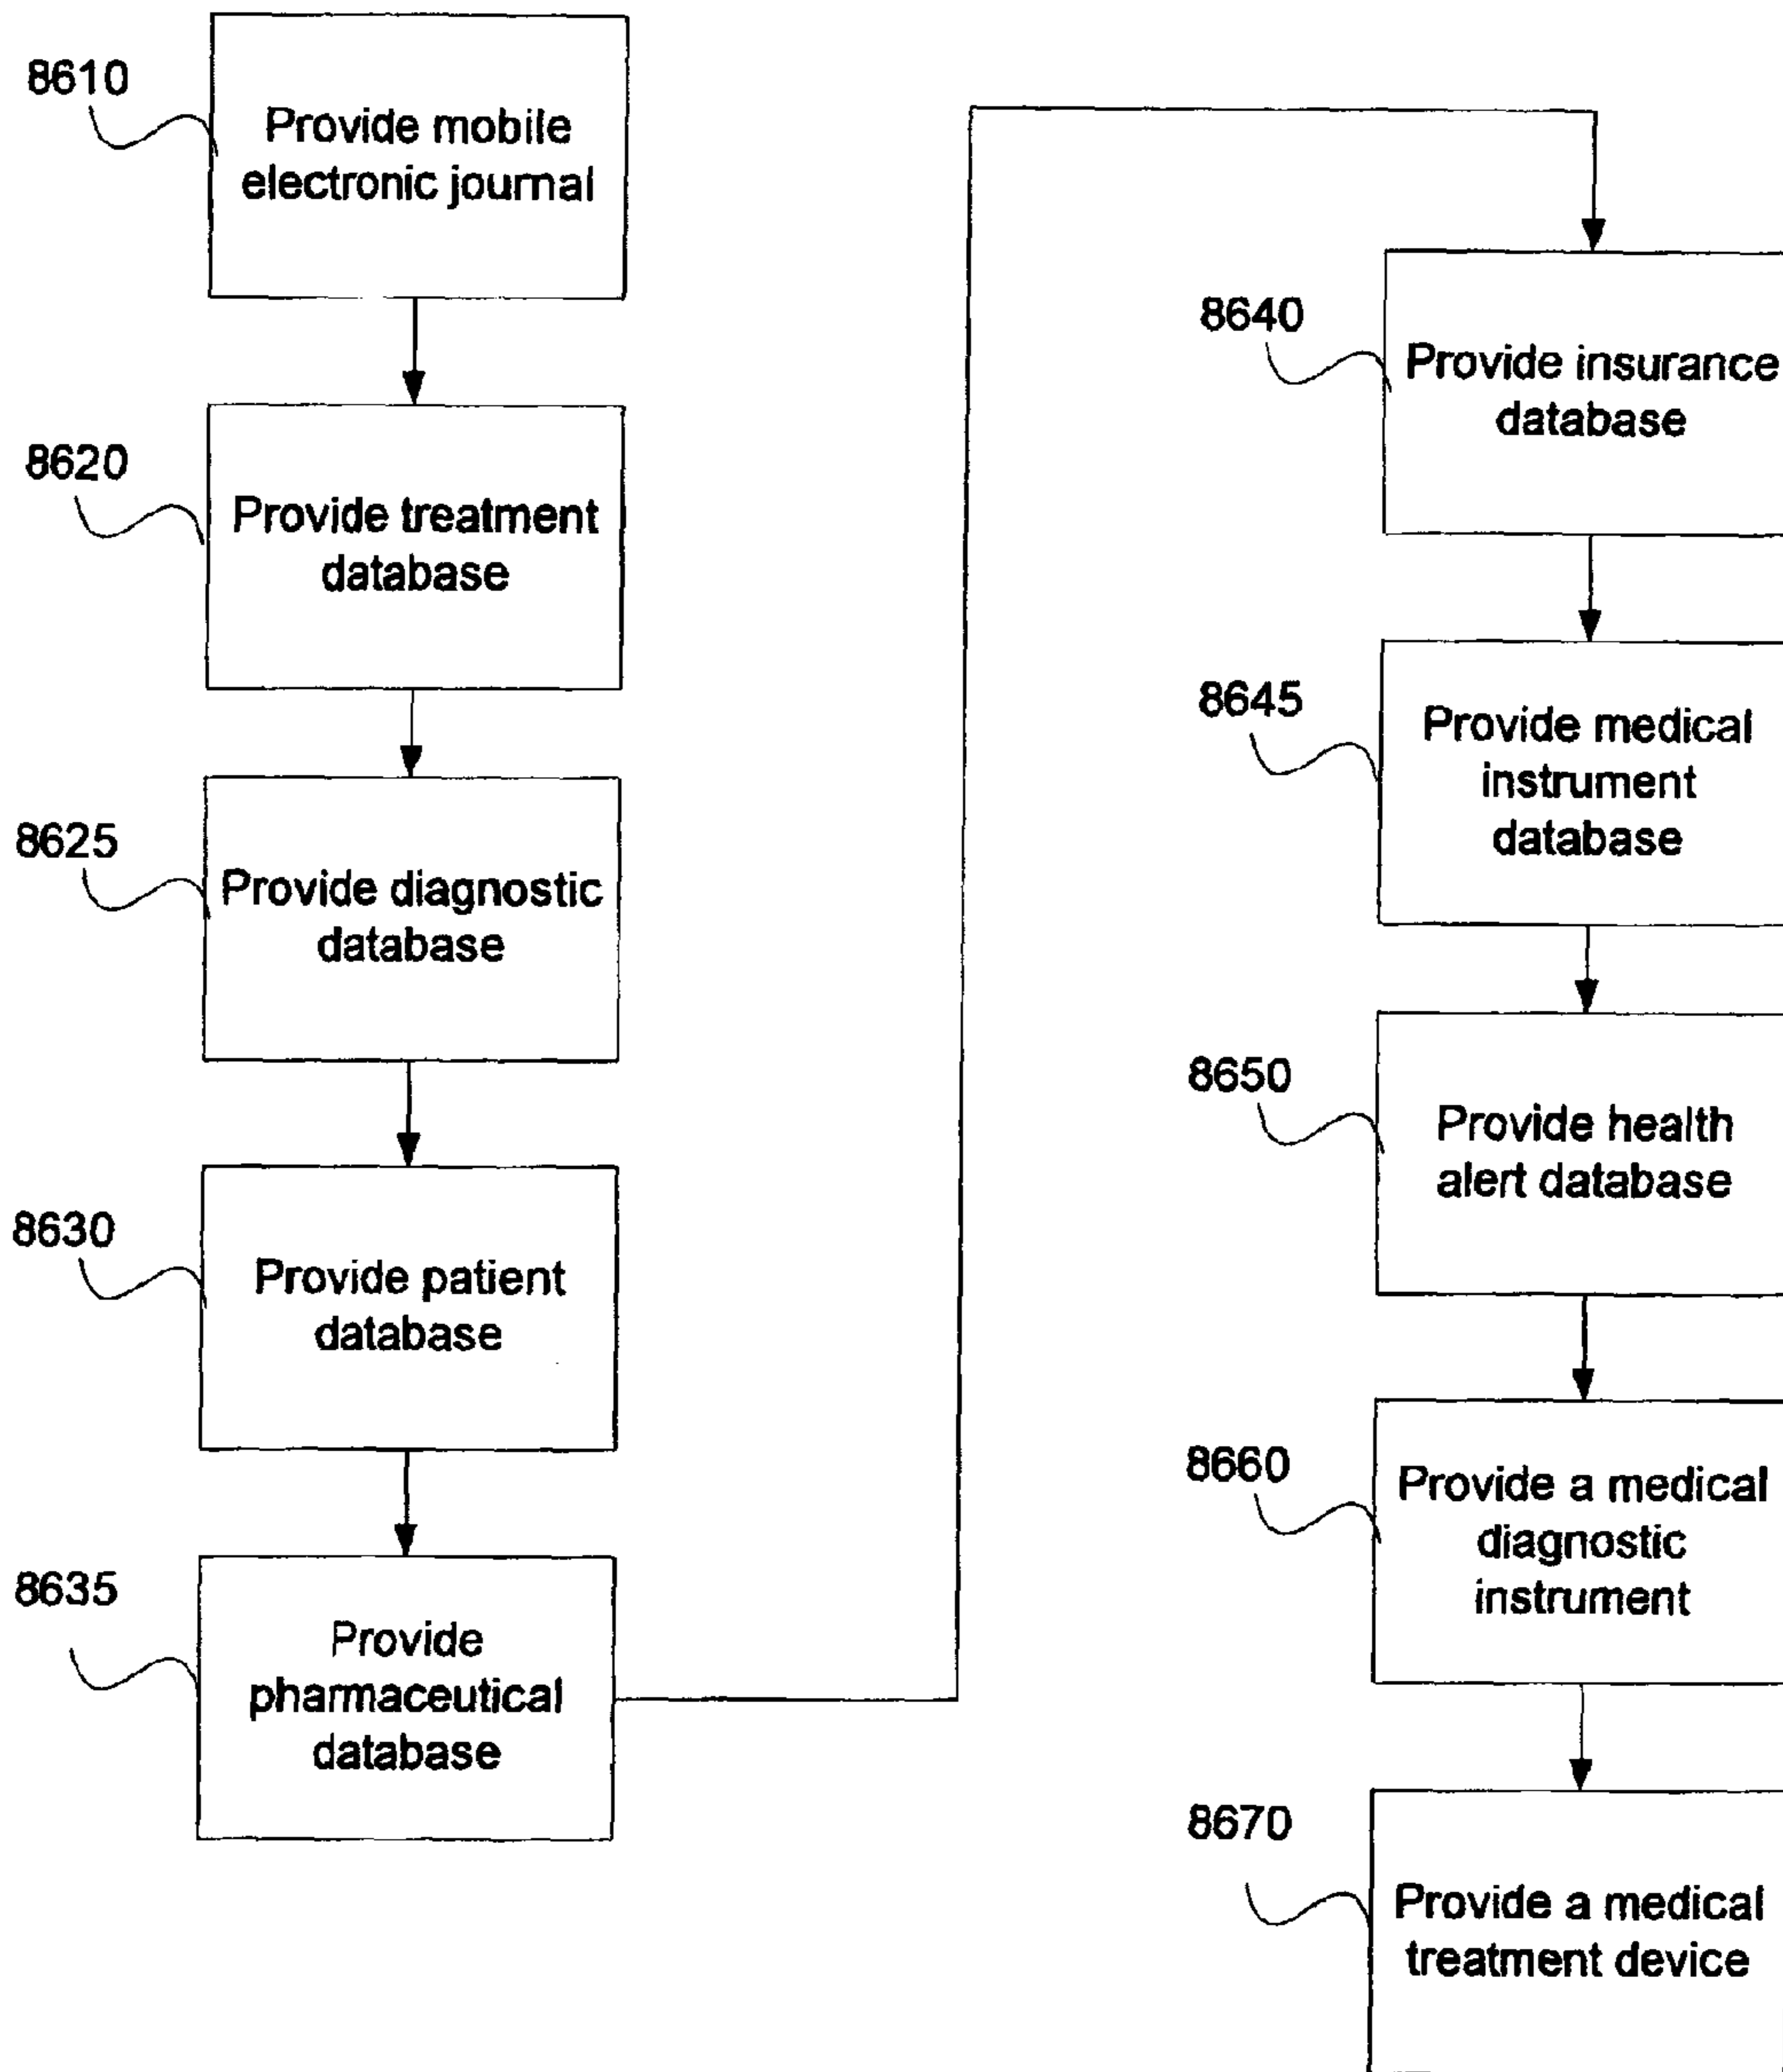 8610
Provide mobile
electronic journal
8620
Provide treatment
database
8625
Provide diagnostic
database
8630
Provide patient
database
8635
Provide
pharmaceutical
database
8640
Provide insurance
database
8645
Provide medical
instrument
database
8650
Provide health
alert database
8660
Provide a medical
diagnostic
instrument
8670
Provide a medical
treatment device